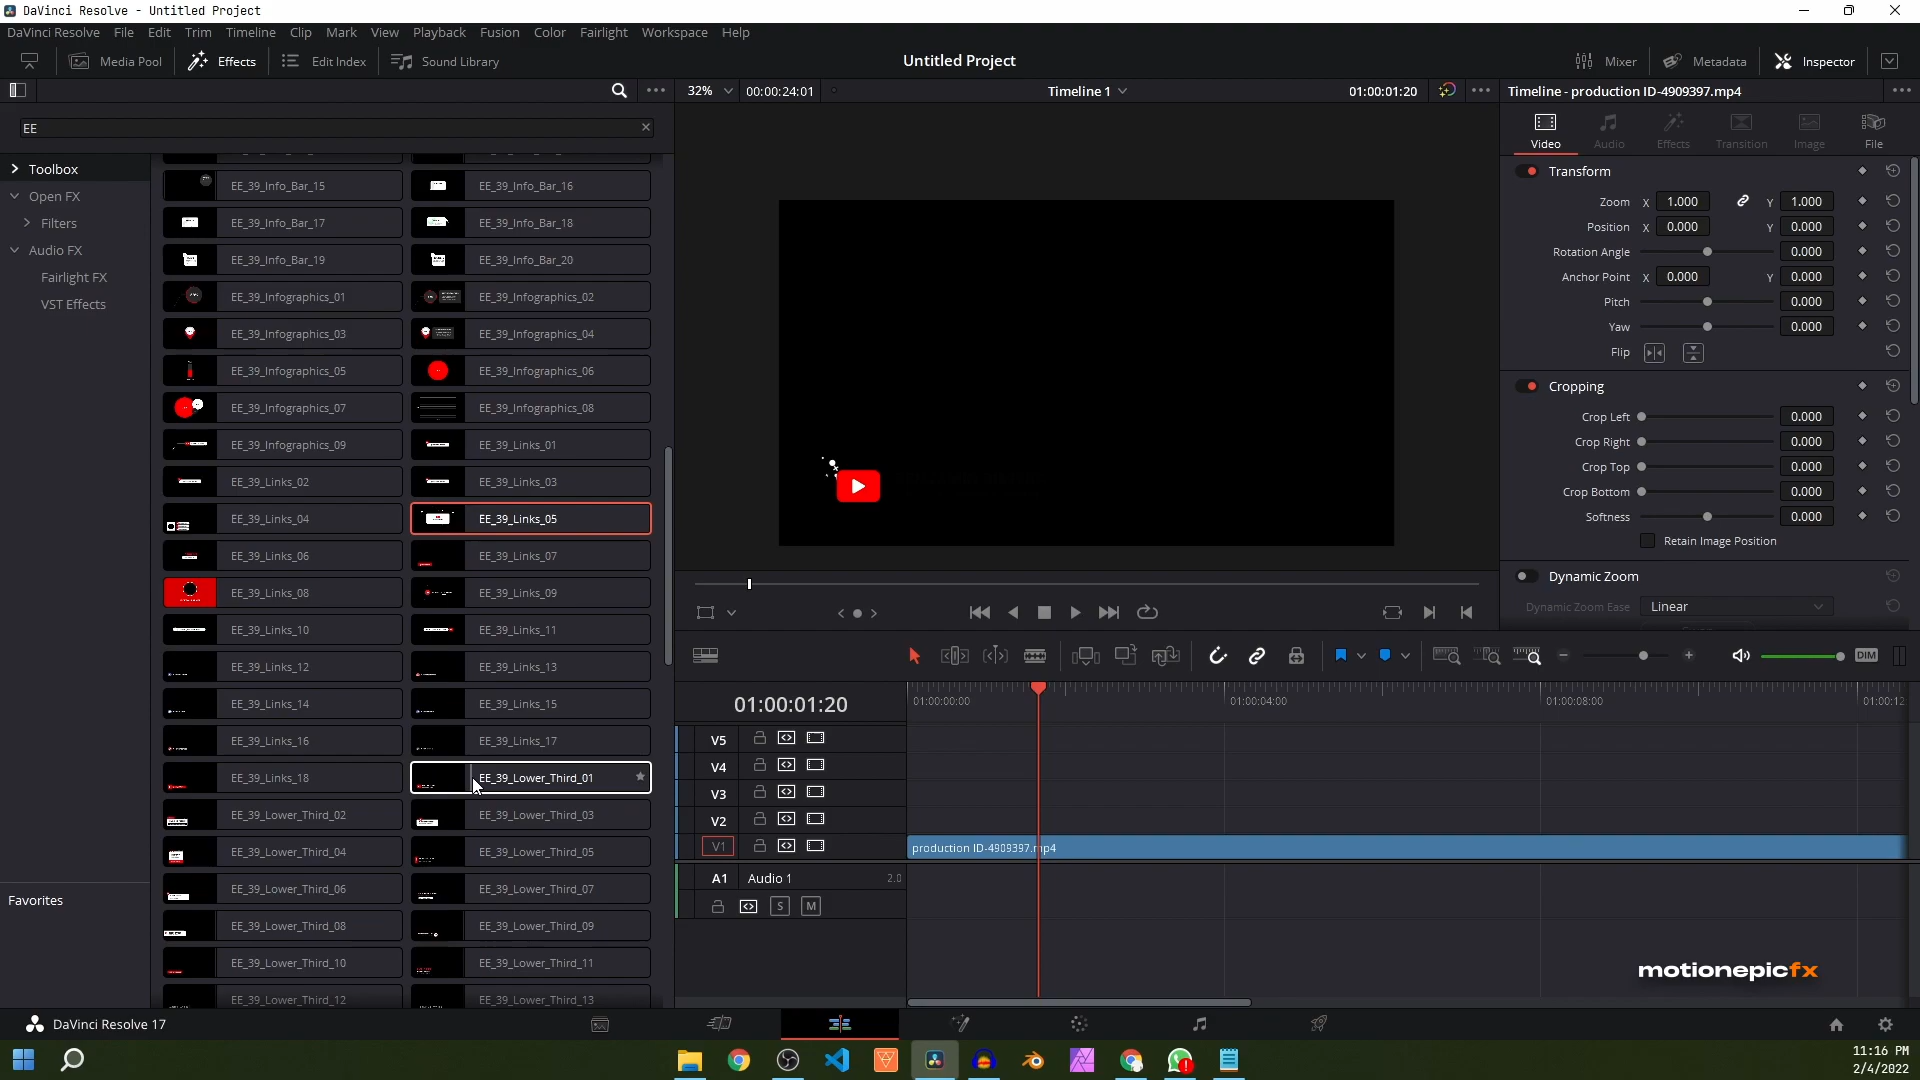 DaVinci Resolve - Untitled Project
DaVinci Resolve File Edit Trim Timeline Clip Mark View Playback Fusion Color Fairlight Workspace Help
Media Pool Effects Edit Index Sound Library Untitled Project Mixer Metadata Inspector
32% 00:00:24:01 Timeline 1 01:00:01:20 Timeline - production ID-4909397.mp4
EE
Video Audio Effects Transition Image File
Toolbox
Open FX
Filters
Audio FX
Fairlight FX
VST Effects
Favorites
EE_39_Info_Bar_15 EE_39_Info_Bar_16
EE_39_Info_Bar_17 EE_39_Info_Bar_18
EE_39_Info_Bar_19 EE_39_Info_Bar_20
EE_39_Infographics_01 EE_39_Infographics_02
EE_39_Infographics_03 EE_39_Infographics_04
EE_39_Infographics_05 EE_39_Infographics_06
EE_39_Infographics_07 EE_39_Infographics_08
EE_39_Infographics_09 EE_39_Links_01
EE_39_Links_02 EE_39_Links_03
EE_39_Links_04 EE_39_Links_05
EE_39_Links_06 EE_39_Links_07
EE_39_Links_08 EE_39_Links_09
EE_39_Links_10 EE_39_Links_11
EE_39_Links_12 EE_39_Links_13
EE_39_Links_14 EE_39_Links_15
EE_39_Links_16 EE_39_Links_17
EE_39_Links_18 EE_39_Lower_Third_01
EE_39_Lower_Third_02 EE_39_Lower_Third_03
EE_39_Lower_Third_04 EE_39_Lower_Third_05
EE_39_Lower_Third_06 EE_39_Lower_Third_07
EE_39_Lower_Third_08 EE_39_Lower_Third_09
EE_39_Lower_Third_10 EE_39_Lower_Third_11
EE_39_Lower_Third_12 EE_39_Lower_Third_13
Transform
Zoom X 1.000 Y 1.000
Position X 0.000 Y 0.000
Rotation Angle 0.000
Anchor Point X 0.000 Y 0.000
Pitch 0.000
Yaw 0.000
Flip
Cropping
Crop Left 0.000
Crop Right 0.000
Crop Top 0.000
Crop Bottom 0.000
Softness 0.000
Retain Image Position
Dynamic Zoom
Dynamic Zoom Ease Linear
DIM
01:00:01:20 01:00:00:00 01:00:04:00 01:00:08:00 01:00:12
V5
V4
V3
V2
V1 production ID-4909397.mp4
A1 Audio 1 2.0
S M
motionepicfx
DaVinci Resolve 17
11:16 PM
2/4/2022